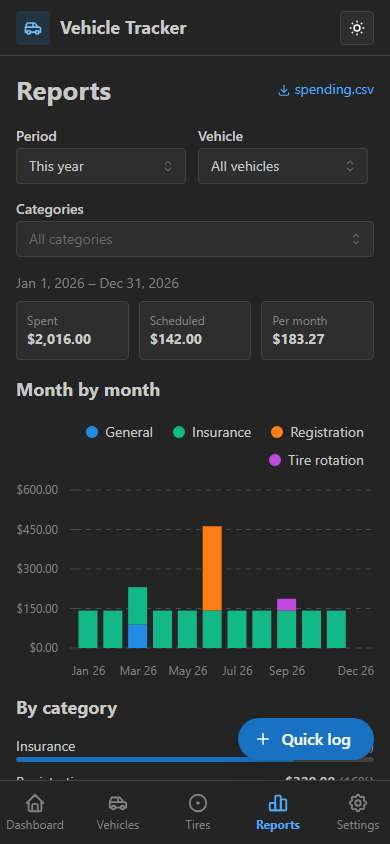 Vehicle Tracker
Reports
spending.csv
Period
Vehicle
This year
All vehicles
Categories
All categories
Jan 1, 2026 – Dec 31, 2026
Spent
Scheduled
Per month
$2,016.00
$142.00
$183.27
Month by month
General
Insurance
Registration
Tire rotation
$600.00
$450.00
$300.00
$150.00
$0.00
Jan 26 Mar 26 May 26 Jul 26 Sep 26 Dec 26
By category
Insurance
Quick log
Dashboard
Vehicles
Tires
Reports
Settings